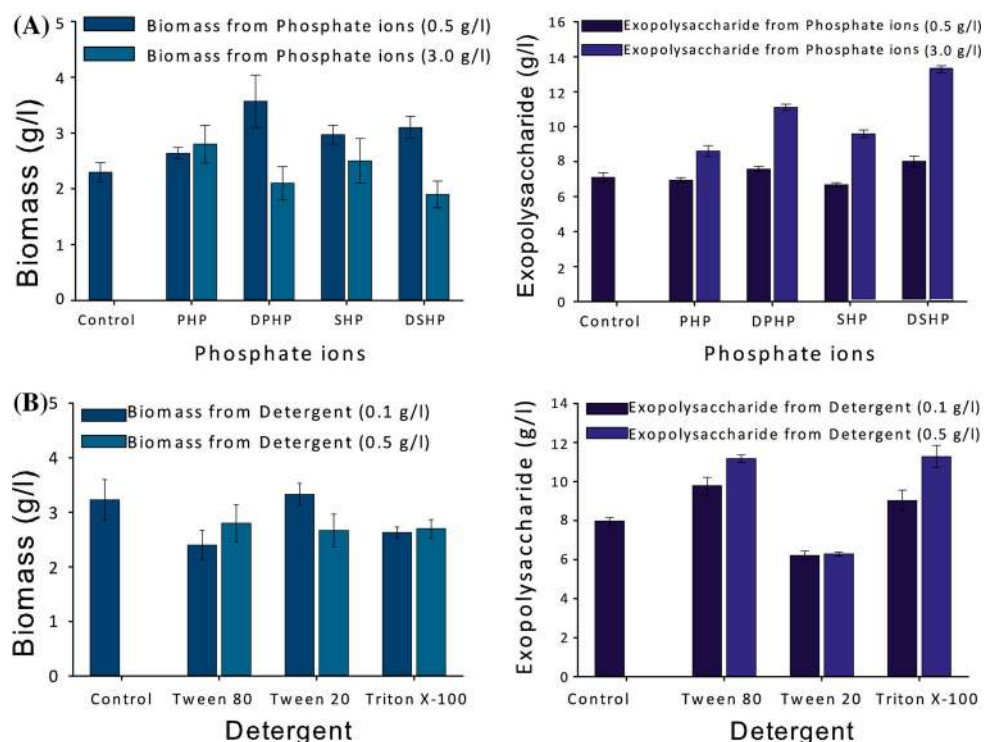 (A)
Biomass from Phosphate ions (0.5 g/l)
Biomass from Phosphate ions (3.0 g/l)
Biomass (g/l)
5
4
3
2
1
0
Control PHP DPHP SHP DSHP
Phosphate ions
Exopolysaccharide from Phosphate ions (0.5 g/l)
Exopolysaccharide from Phosphate ions (3.0 g/l)
Exopolysaccharide (g/l)
16
14
12
10
8
6
4
2
0
Control PHP DPHP SHP DSHP
Phosphate ions
(B)
Biomass from Detergent (0.1 g/l)
Biomass from Detergent (0.5 g/l)
Biomass (g/l)
5
4
3
2
1
0
Control Tween 80 Tween 20 Triton X-100
Detergent
Exopolysaccharide from Detergent (0.1 g/l)
Exopolysaccharide from Detergent (0.5 g/l)
Exopolysaccharide (g/l)
14
12
10
8
6
4
2
0
Control Tween 80 Tween 20 Triton X-100
Detergent